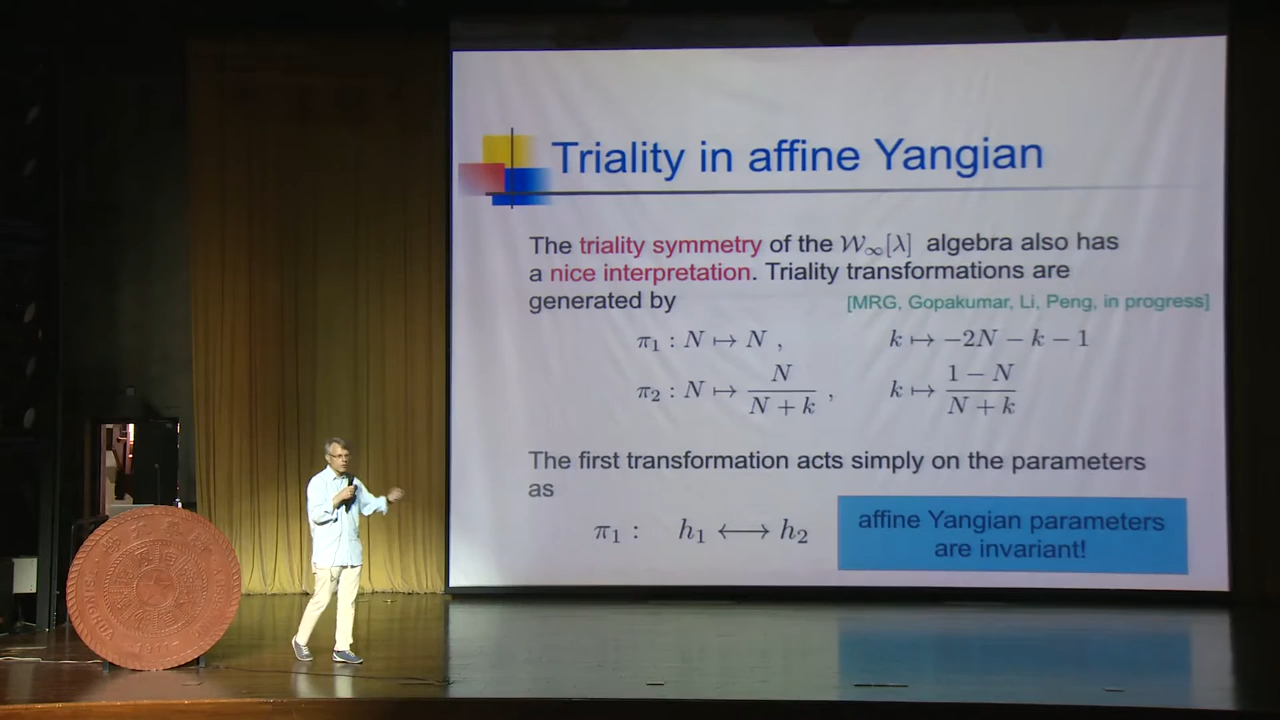 Triality in affine Yangian
The triality symmetry of the 𝒲∞[λ] algebra also has
a nice interpretation. Triality transformations are
generated by
[MRG, Gopakumar, Li, Peng, in progress]
π₁ : N ↦ N , k ↦ −2N − k − 1
π₂ : N ↦ N/(N + k) , k ↦ (1 − N)/(N + k)
The first transformation acts simply on the parameters
as
π₁ : h₁ ⟷ h₂
affine Yangian parameters
are invariant!
1911